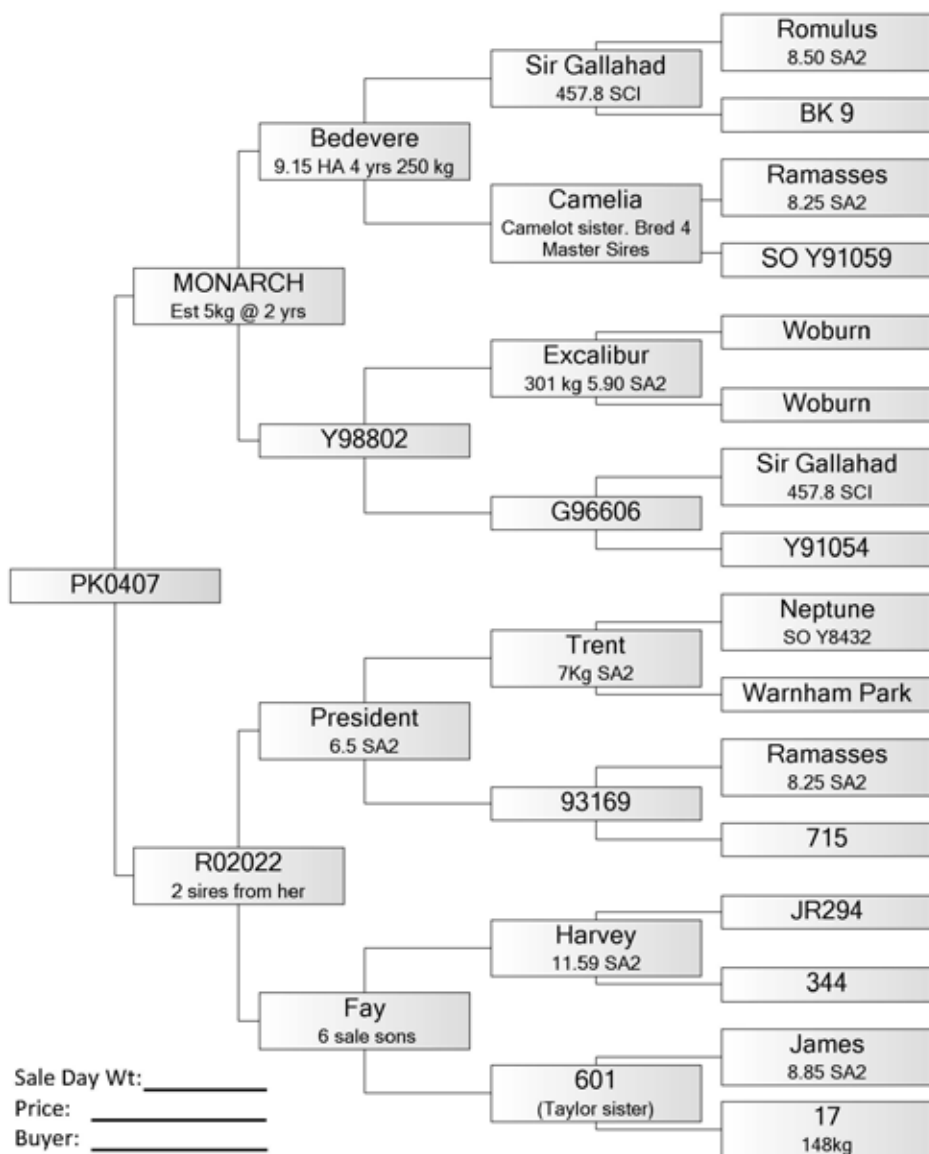 Romulus
8.50 SA2
Sir Gallahad
457.8 SCI
BK 9
Bedevere
9.15 HA 4 yrs 250 kg
Ramasses
8.25 SA2
Camelia
Camelot sister. Bred 4
Master Sires
SO Y91059
MONARCH
Est 5kg @ 2 yrs
Woburn
Excalibur
301 kg 5.90 SA2
Woburn
Y98802
Sir Gallahad
457.8 SCI
G96606
Y91054
PK0407
Neptune
SO Y8432
Trent
7Kg SA2
Warnham Park
President
6.5 SA2
Ramasses
8.25 SA2
93169
715
R02022
2 sires from her
JR294
Harvey
11.59 SA2
344
Fay
6 sale sons
James
8.85 SA2
601
(Taylor sister)
17
148kg
Sale Day Wt:
Price:
Buyer: